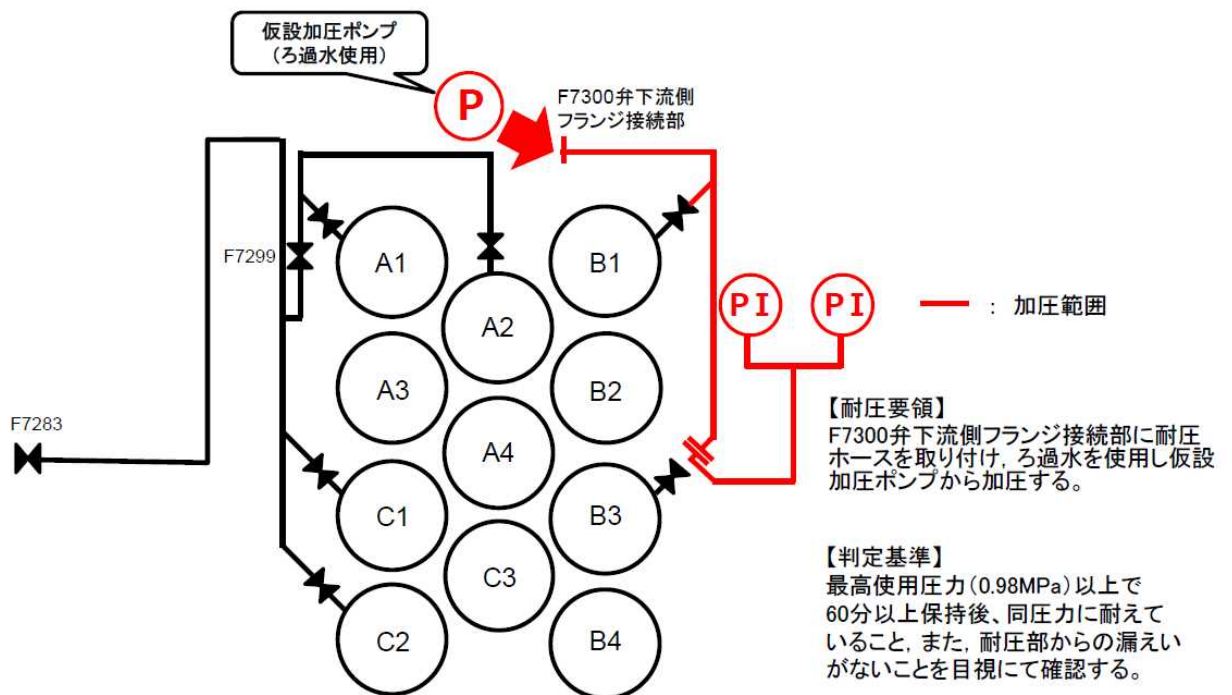 仮設加圧ポンプ
(ろ過水使用)
P
F7300弁下流側
フランジ接続部
F7299
A1
B1
A2
PI
PI
: 加圧範囲
A3
B2
F7283
A4
【耐圧要領】
F7300弁下流側フランジ接続部に耐圧
ホースを取り付け, ろ過水を使用し仮設
加圧ポンプから加圧する。
C1
B3
C3
【判定基準】
最高使用圧力(0.98MPa)以上で
60分以上保持後、同圧力に耐えて
いること, また, 耐圧部からの漏えい
がないことを目視にて確認する。
C2
B4